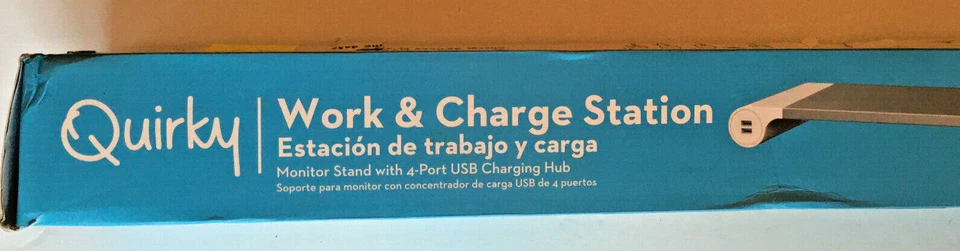 Quirky
Work & Charge Station
Estación de trabajo y carga
Monitor Stand with 4-Port USB Charging Hub
Soporte para monitor con concentrador de carga USB de 4 puertos